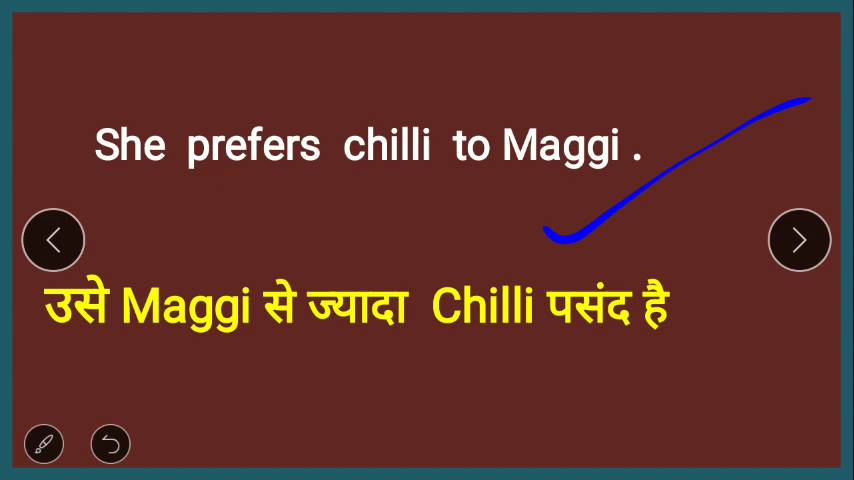 She prefers chilli to Maggi .
उसे Maggi से ज्यादा Chilli पसंद है